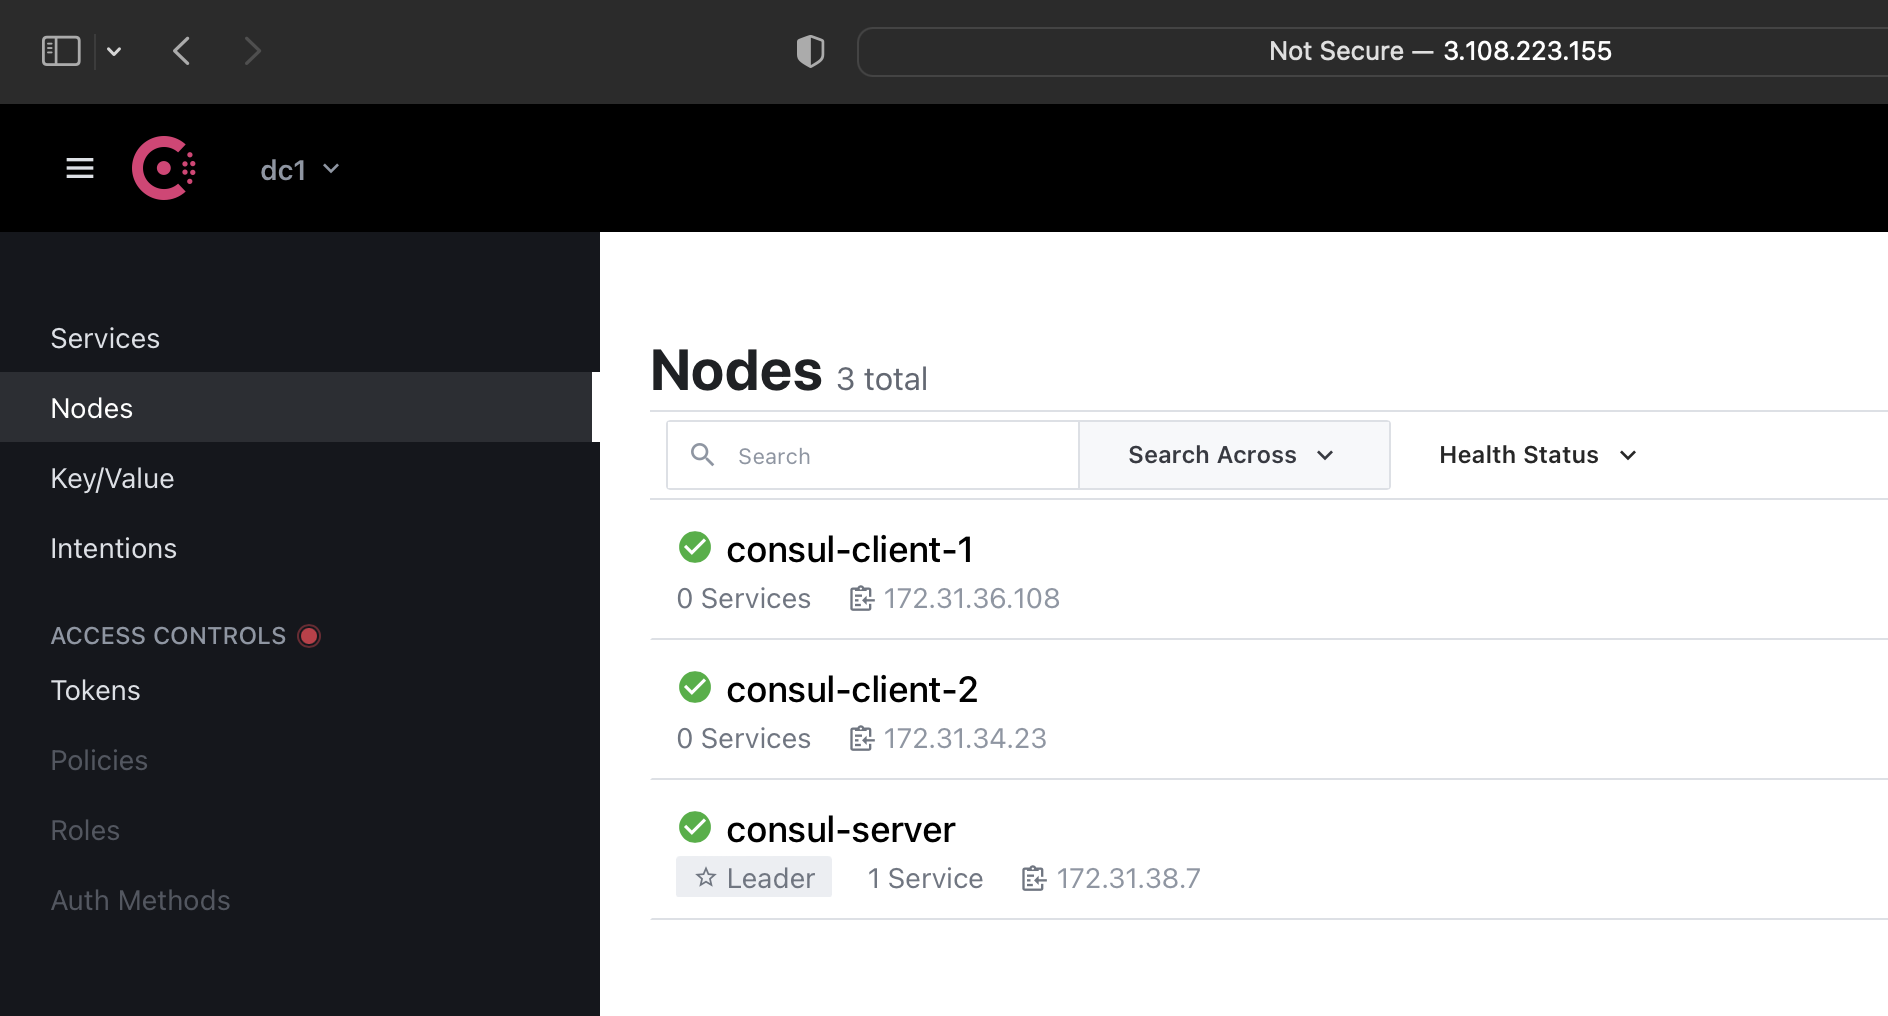 Not Secure — 3.108.223.155
dc1
Services
Nodes
Key/Value
Intentions
ACCESS CONTROLS
Tokens
Policies
Roles
Auth Methods
Nodes 3 total
Search Search Across Health Status
consul-client-1
0 Services 172.31.36.108
consul-client-2
0 Services 172.31.34.23
consul-server
Leader 1 Service 172.31.38.7